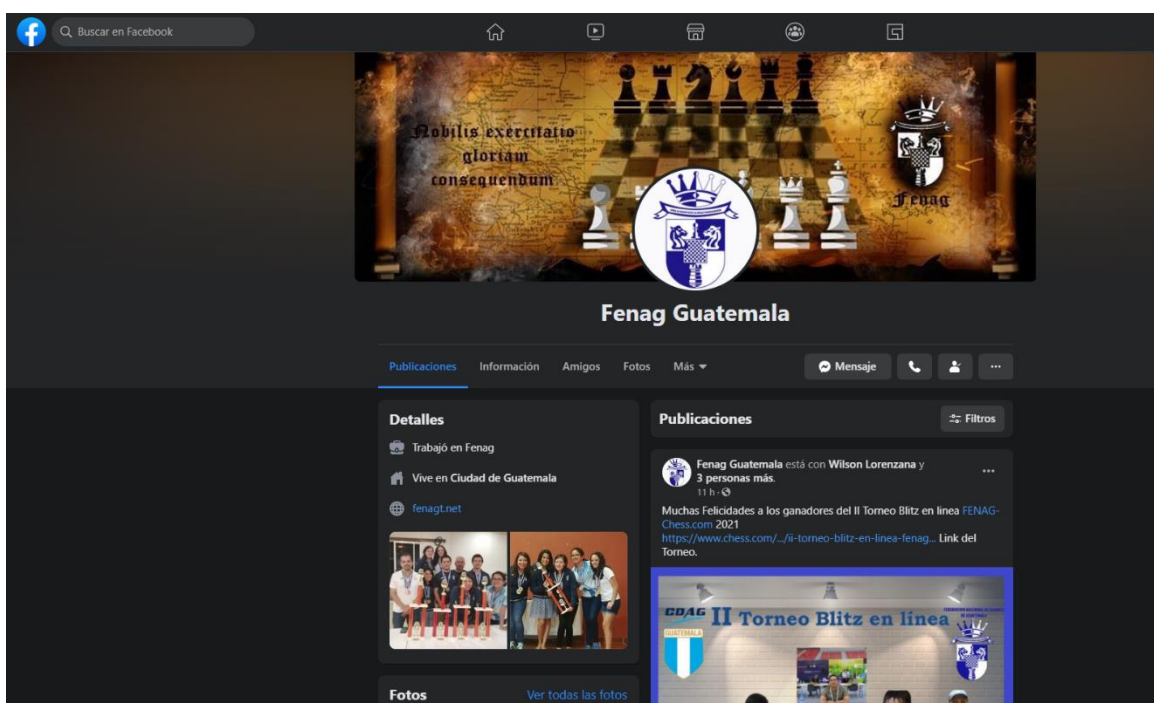 Buscar en Facebook
Nobilis exercitatio
gloriam
consequendum
Fenag
Fenag Guatemala
Publicaciones
Información
Amigos
Fotos
Más
Mensaje
Detalles
Trabajó en Fenag
Vive en Ciudad de Guatemala
fenagt.net
Fotos
Ver todas las fotos
Publicaciones
Filtros
Fenag Guatemala está con Wilson Lorenzana y
3 personas más.
11 h ·
Muchas Felicidades a los ganadores del II Torneo Blitz en linea FENAG-
Chess.com 2021
https://www.chess.com/.../ii-torneo-blitz-en-linea-fenag... Link del
Torneo.
CDAG II Torneo Blitz en línea
GUATEMALA